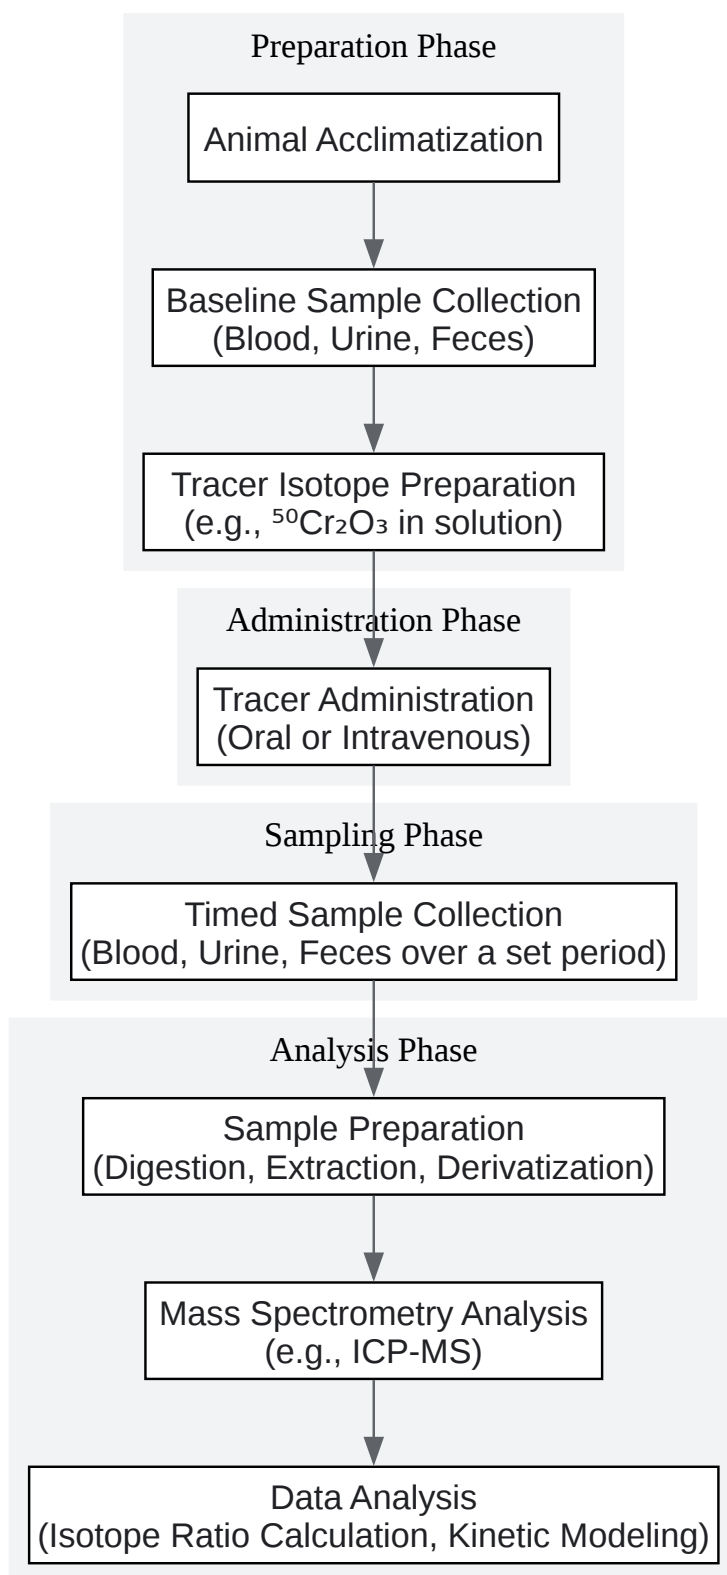 Preparation Phase
Animal Acclimatization
Baseline Sample Collection
(Blood, Urine, Feces)
Tracer Isotope Preparation
(e.g., ⁵⁰Cr₂O₃ in solution)
Administration Phase
Tracer Administration
(Oral or Intravenous)
Sampling Phase
Timed Sample Collection
(Blood, Urine, Feces over a set period)
Analysis Phase
Sample Preparation
(Digestion, Extraction, Derivatization)
Mass Spectrometry Analysis
(e.g., ICP-MS)
Data Analysis
(Isotope Ratio Calculation, Kinetic Modeling)